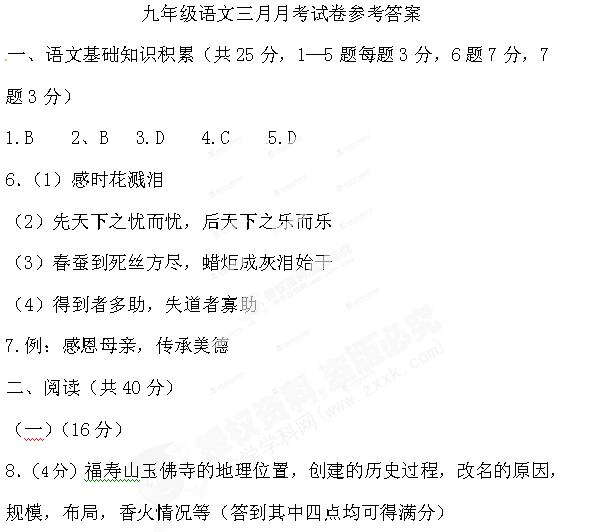 九年级语文三月月考试卷参考答案
一、语文基础知识积累（共25分，1—5题每题3分，6题7分，7
题3分）
1.B 2、B 3.D 4.C 5.D
6.（1）感时花溅泪
（2）先天下之忧而忧，后天下之乐而乐
（3）春蚕到死丝方尽，蜡炬成灰泪始干
（4）得到者多助，失道者寡助
7.例：感恩母亲，传承美德
二、阅读（共40分）
（一）（16分）
8.（4分）福寿山玉佛寺的地理位置，创建的历史过程，改名的原因，
规模，布局，香火情况等（答到其中四点均可得满分）